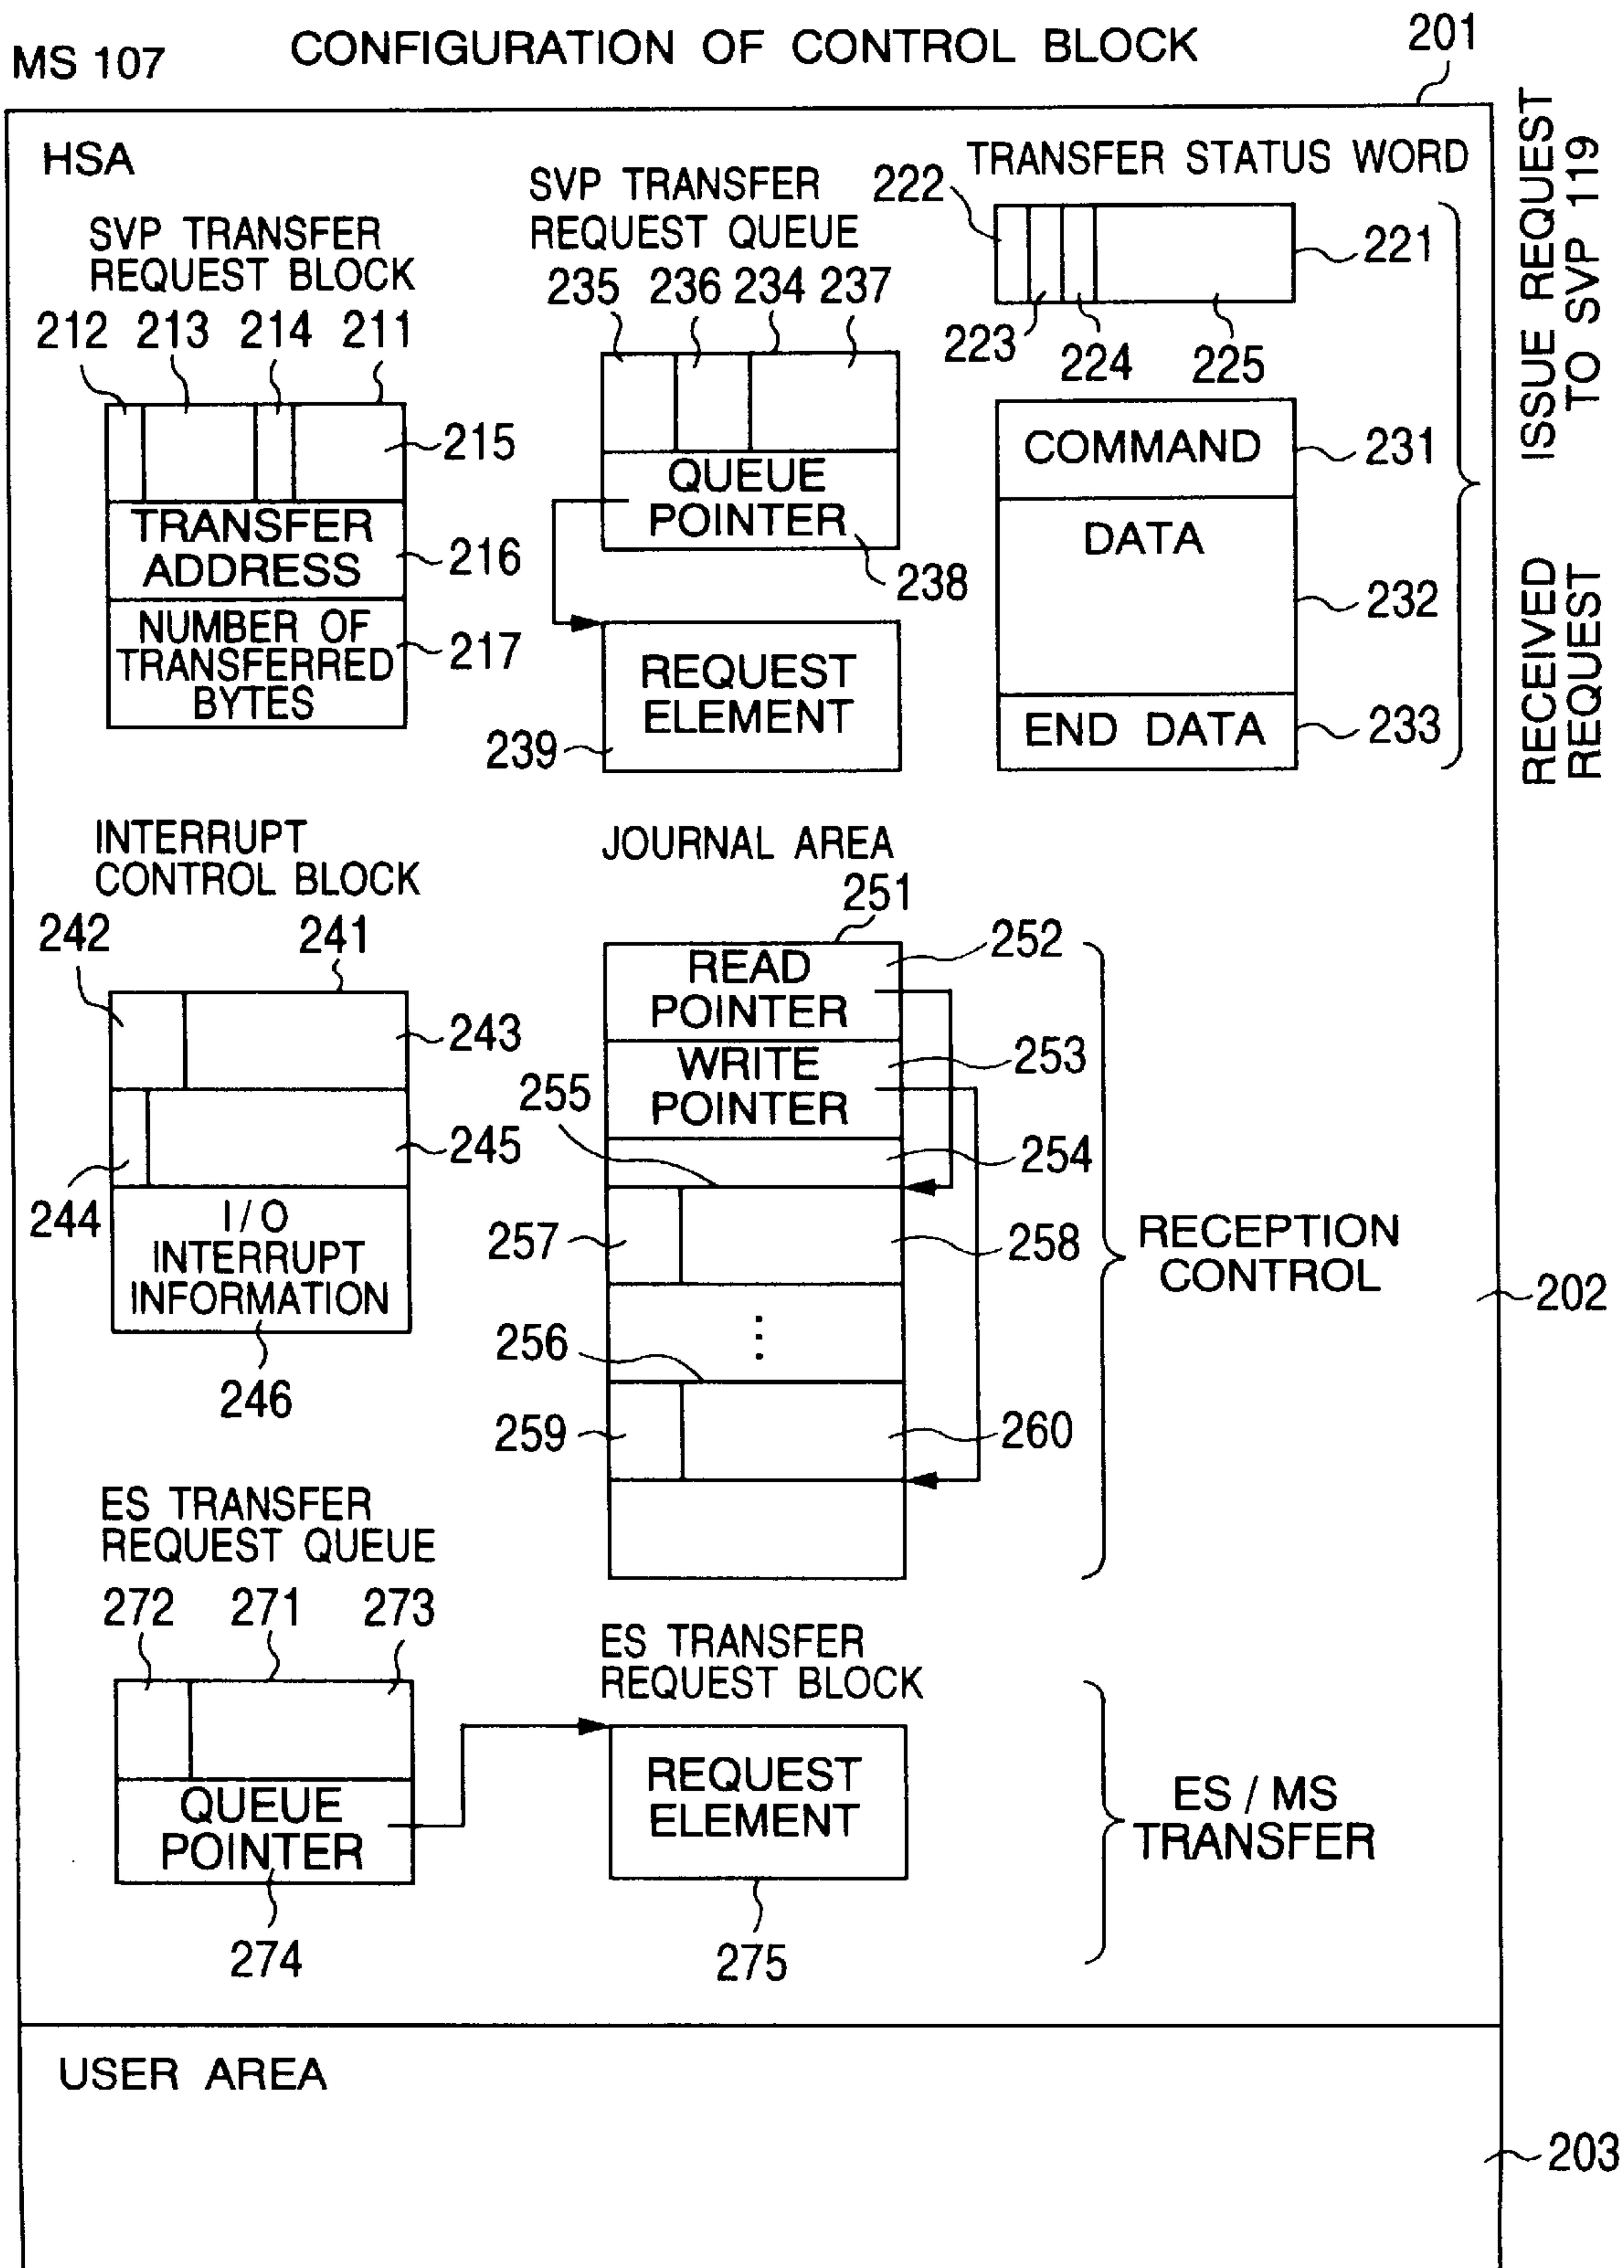 MS 107
CONFIGURATION OF CONTROL BLOCK
201
HSA
SVP TRANSFER
REQUEST BLOCK
212 213 214 211
215
TRANSFER
ADDRESS
216
NUMBER OF
TRANSFERRED
BYTES
217
SVP TRANSFER
REQUEST QUEUE
235 236 234 237
QUEUE
POINTER
238
REQUEST
ELEMENT
239
TRANSFER STATUS WORD
222
221
223
224
225
COMMAND
231
DATA
232
END DATA
233
ISSUE REQUEST
TO SVP 119
RECEIVED
REQUEST
INTERRUPT
CONTROL BLOCK
242
241
243
245
244
I/O
INTERRUPT
INFORMATION
246
JOURNAL AREA
251
READ
POINTER
252
WRITE
POINTER
253
255
254
257
258
⋮
256
259
260
RECEPTION
CONTROL
202
ES TRANSFER
REQUEST QUEUE
272 271 273
QUEUE
POINTER
274
ES TRANSFER
REQUEST BLOCK
REQUEST
ELEMENT
275
ES / MS
TRANSFER
USER AREA
203